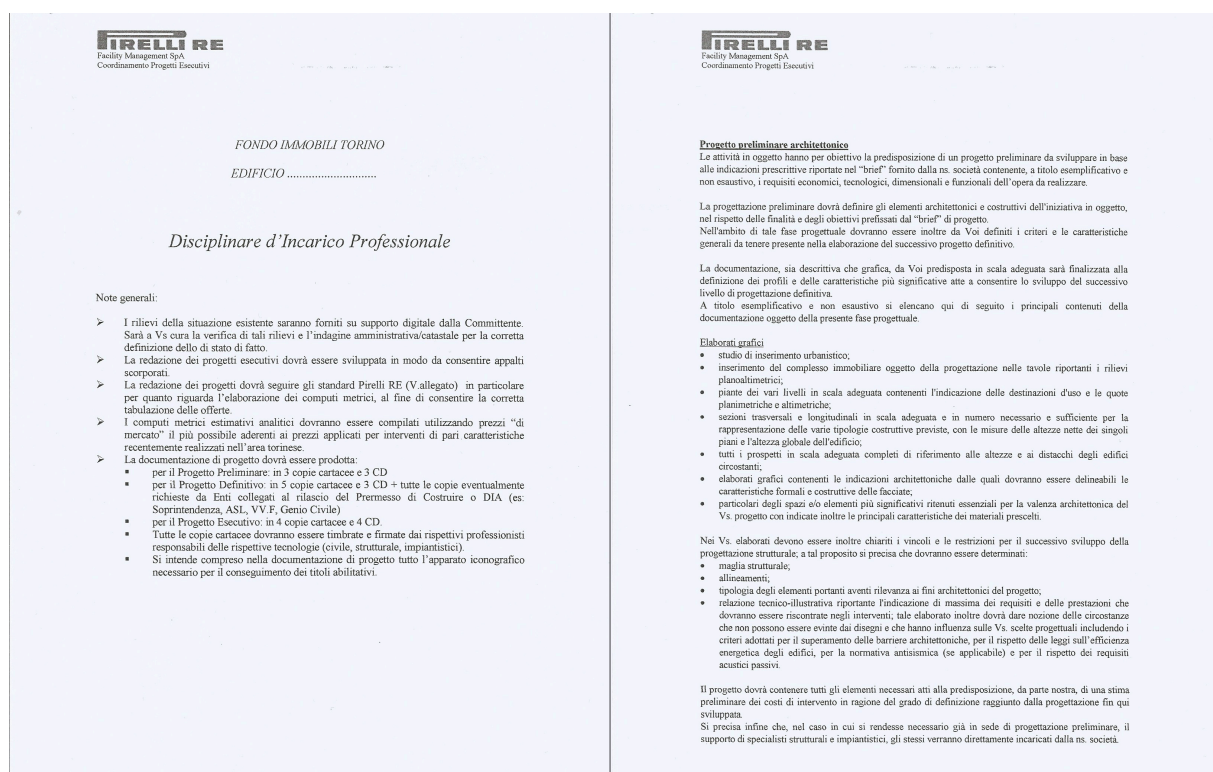 PIRELLI RE
Facility Management SpA
Coordinamento Progetti Esecutivi
FONDO IMMOBILI TORINO
EDIFICIO .............................
Disciplinare d'Incarico Professionale
Note generali:
➢ I rilievi della situazione esistente saranno forniti su supporto digitale dalla Committente.
Sarà a Vs cura la verifica di tali rilievi e l'indagine amministrativa/catastale per la corretta
definizione dello di stato di fatto.
➢ La redazione dei progetti esecutivi dovrà essere sviluppata in modo da consentire appalti
scorporati.
➢ La redazione dei progetti dovrà seguire gli standard Pirelli RE (V.allegato) in particolare
per quanto riguarda l'elaborazione dei computi metrici, al fine di consentire la corretta
tabulazione delle offerte.
➢ I computi metrici estimativi analitici dovranno essere compilati utilizzando prezzi "di
mercato" il più possibile aderenti ai prezzi applicati per interventi di pari caratteristiche
recentemente realizzati nell'area torinese.
➢ La documentazione di progetto dovrà essere prodotta:
▪ per il Progetto Preliminare: in 3 copie cartacee e 3 CD
▪ per il Progetto Definitivo: in 5 copie cartacee e 3 CD + tutte le copie eventualmente
richieste da Enti collegati al rilascio del Premesso di Costruire o DIA (es:
Soprintendenza, ASL, VV.F, Genio Civile)
▪ per il Progetto Esecutivo: in 4 copie cartacee e 4 CD.
▪ Tutte le copie cartacee dovranno essere timbrate e firmate dai rispettivi professionisti
responsabili delle rispettive tecnologie (civile, strutturale, impiantistici).
▪ Si intende compreso nella documentazione di progetto tutto l'apparato iconografico
necessario per il conseguimento dei titoli abilitativi.
PIRELLI RE
Facility Management SpA
Coordinamento Progetti Esecutivi
Progetto preliminare architettonico
Le attività in oggetto hanno per obiettivo la predisposizione di un progetto preliminare da sviluppare in base
alle indicazioni prescrittive riportate nel "brief" fornito dalla ns. società contenente, a titolo esemplificativo e
non esaustivo, i requisiti economici, tecnologici, dimensionali e funzionali dell'opera da realizzare.
La progettazione preliminare dovrà definire gli elementi architettonici e costruttivi dell'iniziativa in oggetto,
nel rispetto delle finalità e degli obiettivi prefissati dal "brief" di progetto.
Nell'ambito di tale fase progettuale dovranno essere inoltre da Voi definiti i criteri e le caratteristiche
generali da tenere presente nella elaborazione del successivo progetto definitivo.
La documentazione, sia descrittiva che grafica, da Voi predisposta in scala adeguata sarà finalizzata alla
definizione dei profili e delle caratteristiche più significative atte a consentire lo sviluppo del successivo
livello di progettazione definitiva.
A titolo esemplificativo e non esaustivo si elencano qui di seguito i principali contenuti della
documentazione oggetto della presente fase progettuale.
Elaborati grafici
• studio di inserimento urbanistico;
• inserimento del complesso immobiliare oggetto della progettazione nelle tavole riportanti i rilievi
planoaltimetrici;
• piante dei vari livelli in scala adeguata contenenti l'indicazione delle destinazioni d'uso e le quote
planimetriche e altimetriche;
• sezioni trasversali e longitudinali in scala adeguata e in numero necessario e sufficiente per la
rappresentazione delle varie tipologie costruttive previste, con le misure delle altezze nette dei singoli
piani e l'altezza globale dell'edificio;
• tutti i prospetti in scala adeguata completi di riferimento alle altezze e ai distacchi degli edifici
circostanti;
• elaborati grafici contenenti le indicazioni architettoniche dalle quali dovranno essere delineabili le
caratteristiche formali e costruttive delle facciate;
• particolari degli spazi e/o elementi più significativi ritenuti essenziali per la valenza architettonica del
Vs. progetto con indicate inoltre le principali caratteristiche dei materiali prescelti.
Nei Vs. elaborati devono essere inoltre chiariti i vincoli e le restrizioni per il successivo sviluppo della
progettazione strutturale; a tal proposito si precisa che dovranno essere determinati:
• maglia strutturale;
• allineamenti;
• tipologia degli elementi portanti aventi rilevanza ai fini architettonici del progetto;
• relazione tecnico-illustrativa riportante l'indicazione di massima dei requisiti e delle prestazioni che
dovranno essere riscontrate negli interventi; tale elaborato inoltre dovrà dare nozione delle circostanze
che non possono essere evinte dai disegni e che hanno influenza sulle Vs. scelte progettuali includendo i
criteri adottati per il superamento delle barriere architettoniche, per il rispetto delle leggi sull'efficienza
energetica degli edifici, per la normativa antisismica (se applicabile) e per il rispetto dei requisiti
acustici passivi.
Il progetto dovrà contenere tutti gli elementi necessari atti alla predisposizione, da parte nostra, di una stima
preliminare dei costi di intervento in ragione del grado di definizione raggiunto dalla progettazione fin qui
sviluppata.
Si precisa infine che, nel caso in cui si rendesse necessario già in sede di progettazione preliminare, il
supporto di specialisti strutturali e impiantistici, gli stessi verranno direttamente incaricati dalla ns. società.